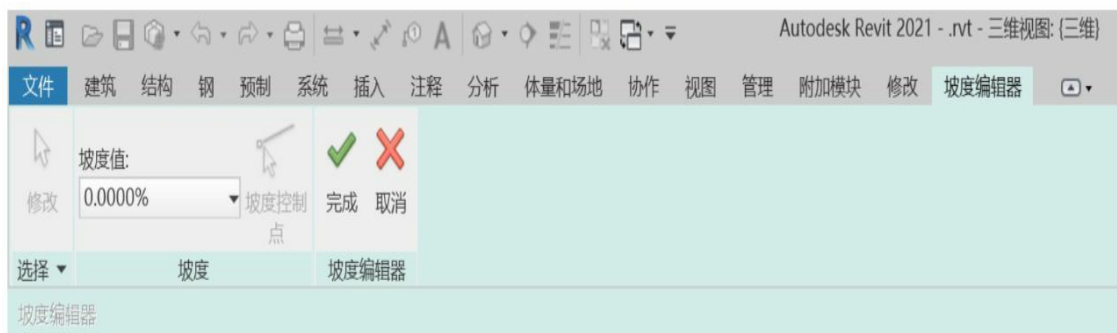 Autodesk Revit 2021 - .rvt - 三维视图: {三维}
文件 建筑 结构 钢 预制 系统 插入 注释 分析 体量和场地 协作 视图 管理 附加模块 修改 坡度编辑器
坡度值:
修改 0.0000% 坡度控制 完成 取消
点
选择 坡度 坡度编辑器
坡度编辑器